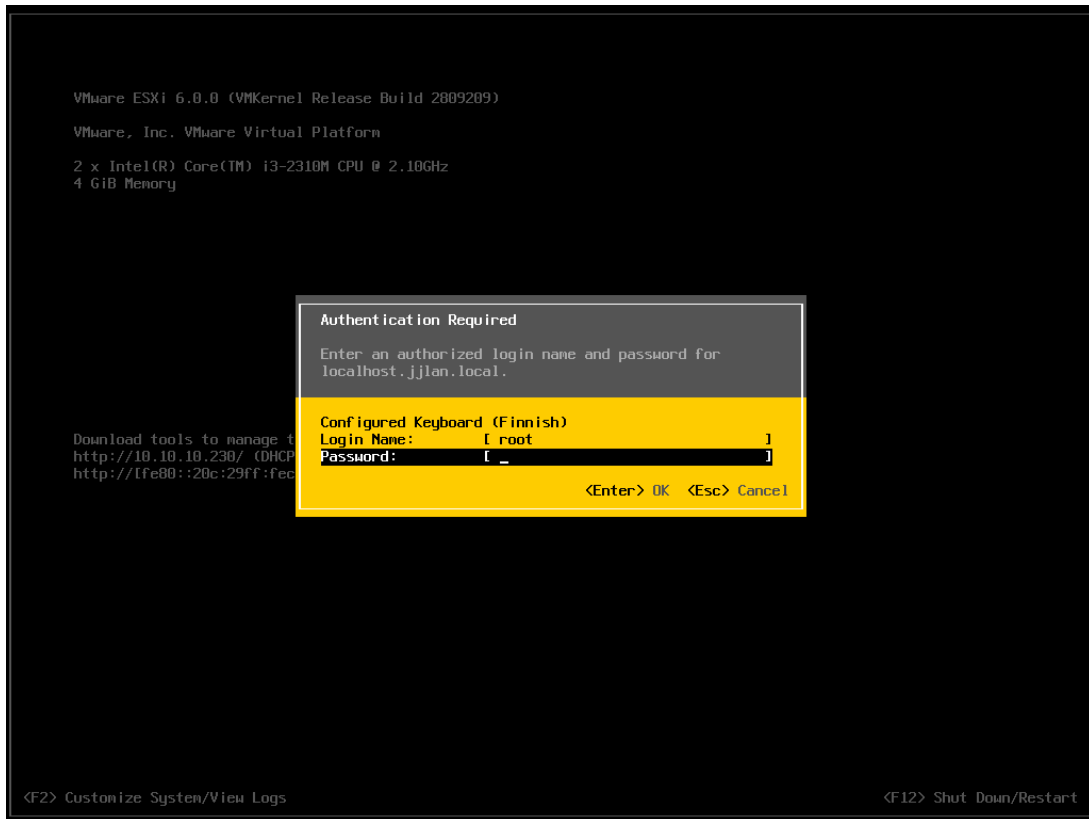 VMware ESXi 6.0.0 (VMKernel Release Build 2809209)
VMware, Inc. VMware Virtual Platform
2 x Intel(R) Core(TM) i3-2310M CPU @ 2.10GHz
4 GiB Memory
Authentication Required
Enter an authorized login name and password for
localhost.jjlan.local.
Configured Keyboard (Finnish)
Login Name: [ root ]
Password: [ _ ]
<Enter> OK <Esc> Cancel
Download tools to manage t
http://10.10.10.230/ (DHCP
http://[fe80::20c:29ff:fec
<F2> Customize System/View Logs
<F12> Shut Down/Restart